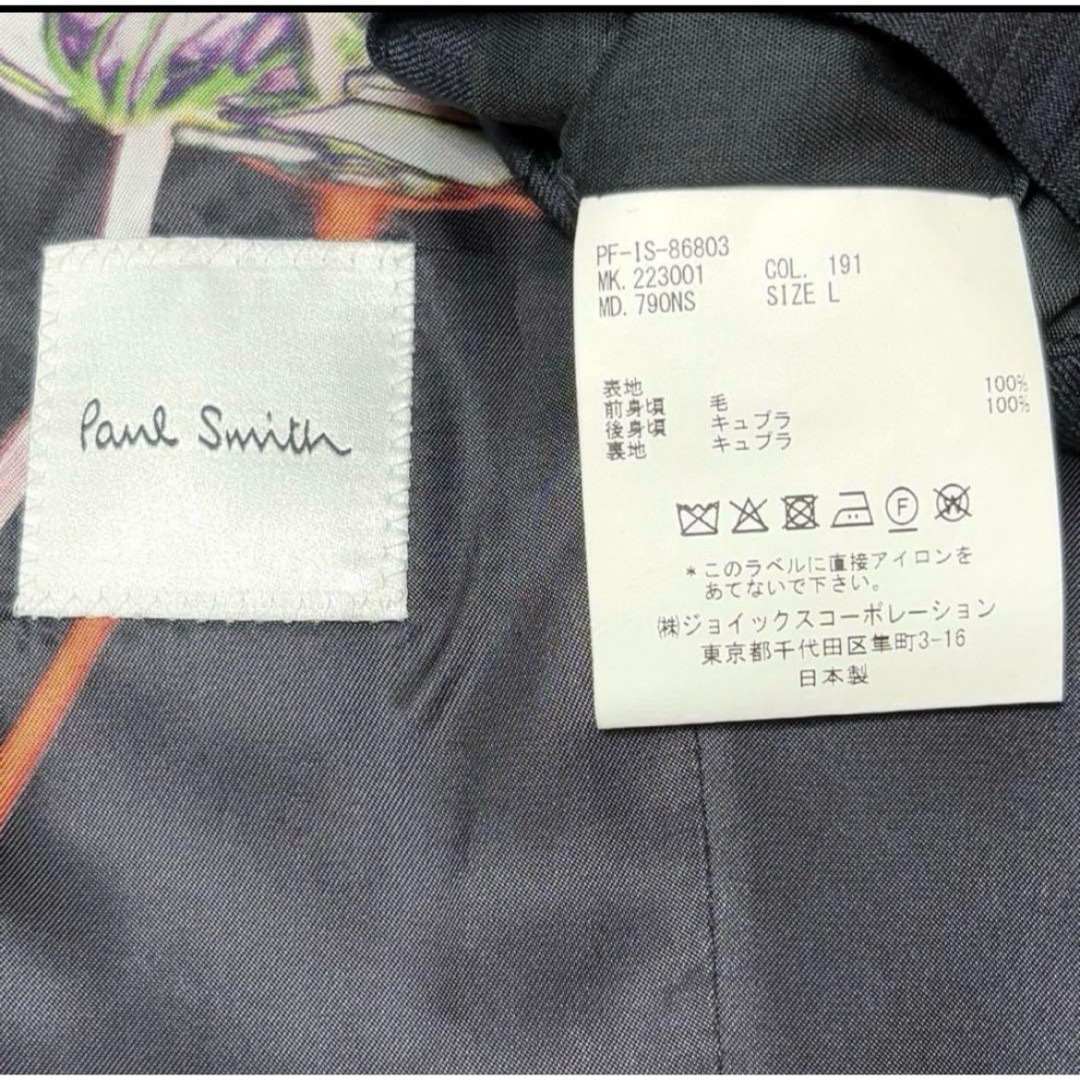 Paul Smith
PF-IS-86803
MK. 223001 COL. 191
MD. 790NS SIZE L
表地 100%
前身頃 毛 100%
後身頃 キュプラ
裏地 キュプラ
F
W
*このラベルに直接アイロンを
あてないで下さい。
㈱ジョイックスコーポレーション
東京都千代田区隼町3-16
日本製